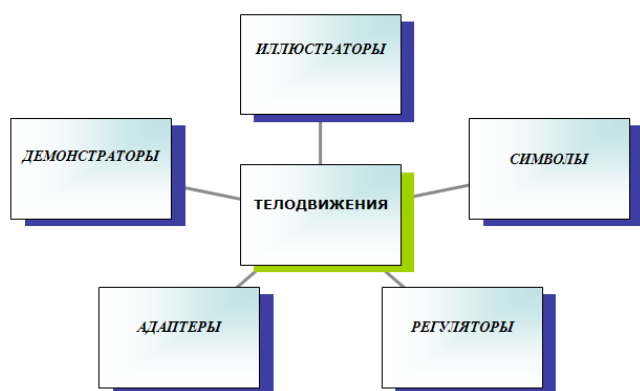 ИЛЛЮСТРАТОРЫ
ДЕМОНСТРАТОРЫ
СИМВОЛЫ
ТЕЛОДВИЖЕНИЯ
АДАПТЕРЫ
РЕГУЛЯТОРЫ